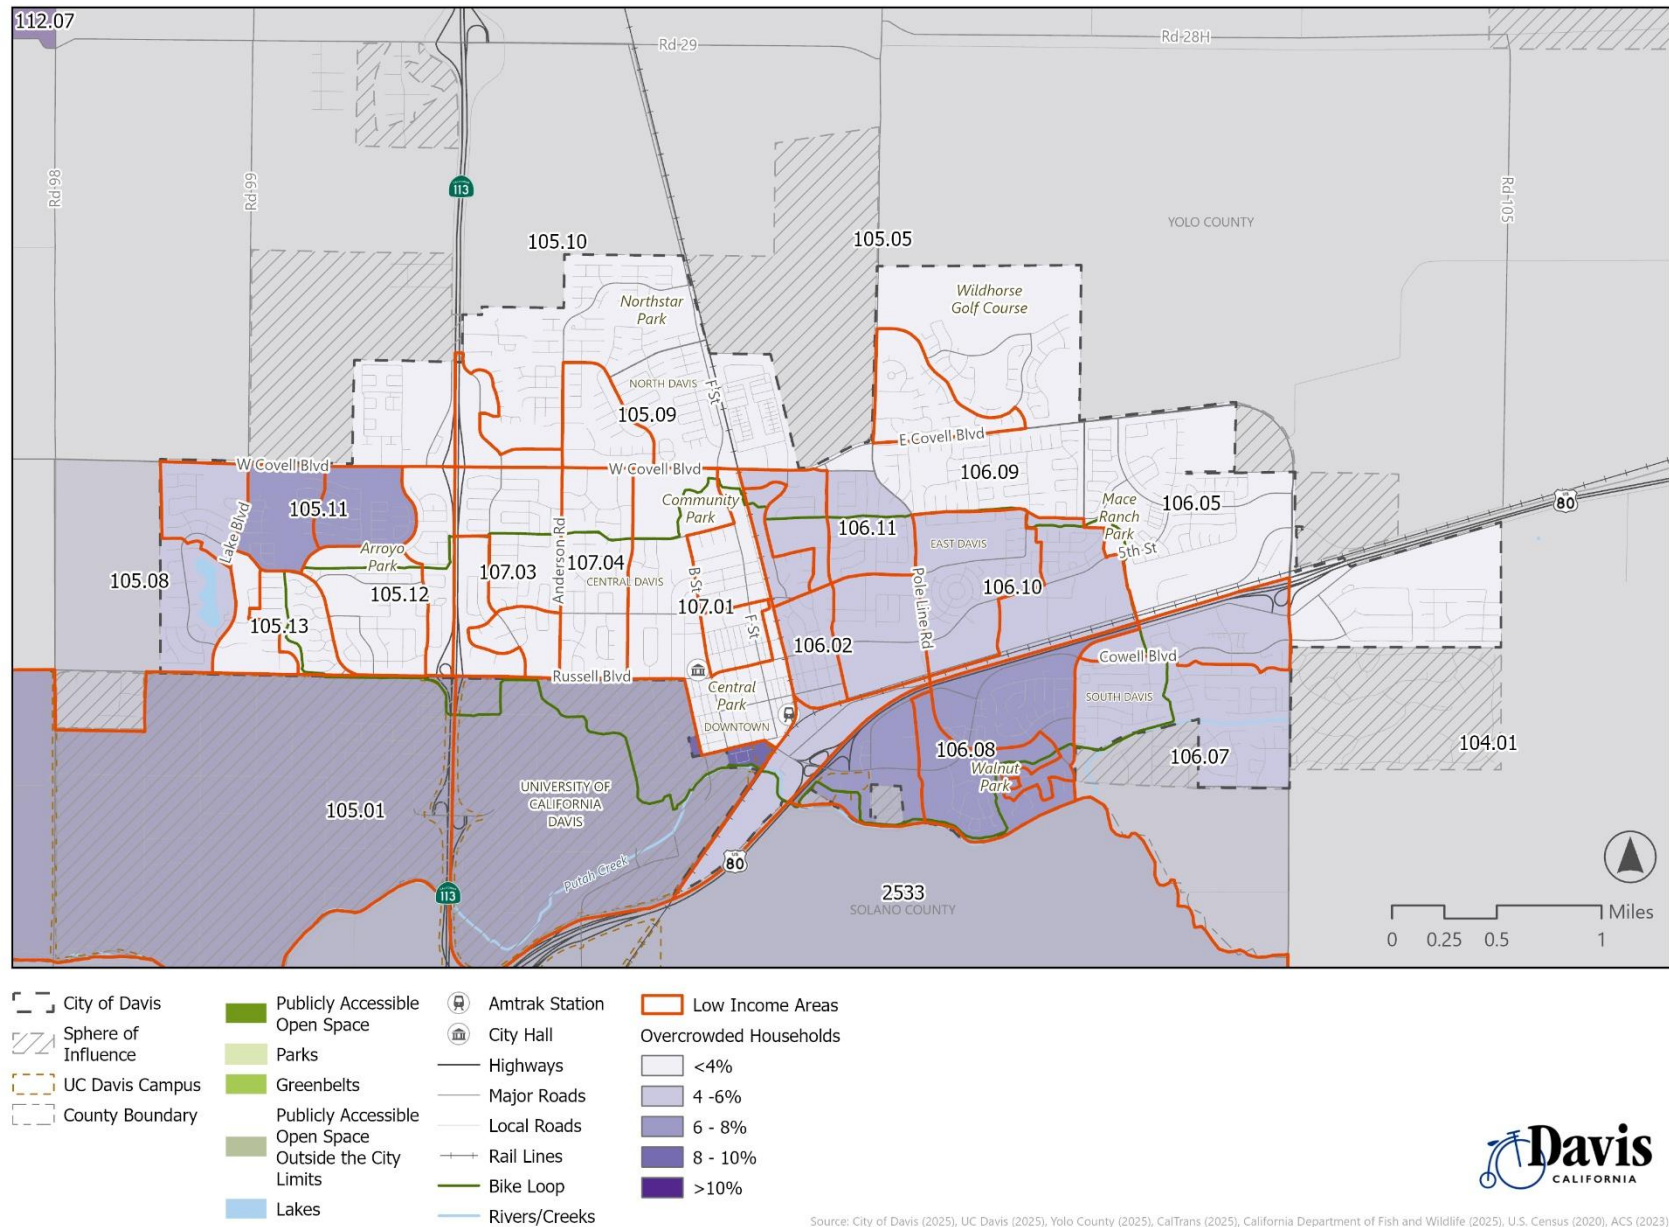 112.07
Rd 29
Rd 28H
Rd 98
Rd 99
113
Rd 105
YOLO COUNTY
105.10
105.05
Northstar
Park
Wildhorse
Golf Course
NORTH DAVIS
F St
105.09
E Covell Blvd
W Covell Blvd
W Covell Blvd
106.09
Community
Park
Mace
Ranch
Park
106.05
80
105.11
Lake Blvd
Anderson Rd
106.11
EAST DAVIS
5th St
Arroyo
Park
105.08
107.03
107.04
CENTRAL DAVIS
B St
Pole Line Rd
106.10
105.12
107.01
105.13
F St
106.02
Cowell Blvd
Russell Blvd
Central
Park
SOUTH DAVIS
DOWNTOWN
106.08
106.07
104.01
Walnut
Park
UNIVERSITY OF
CALIFORNIA
DAVIS
105.01
US
80
Putah Creek
113
2533
SOLANO COUNTY
Miles
0 0.25 0.5 1
City of Davis
Sphere of
Influence
UC Davis Campus
County Boundary
Publicly Accessible
Open Space
Parks
Greenbelts
Publicly Accessible
Open Space
Outside the City
Limits
Lakes
Amtrak Station
City Hall
Highways
Major Roads
Local Roads
Rail Lines
Bike Loop
Rivers/Creeks
Low Income Areas
Overcrowded Households
<4%
4 -6%
6 - 8%
8 - 10%
>10%
Davis
CALIFORNIA
Source: City of Davis (2025), UC Davis (2025), Yolo County (2025), CalTrans (2025), California Department of Fish and Wildlife (2025), U.S. Census (2020), ACS (2023)